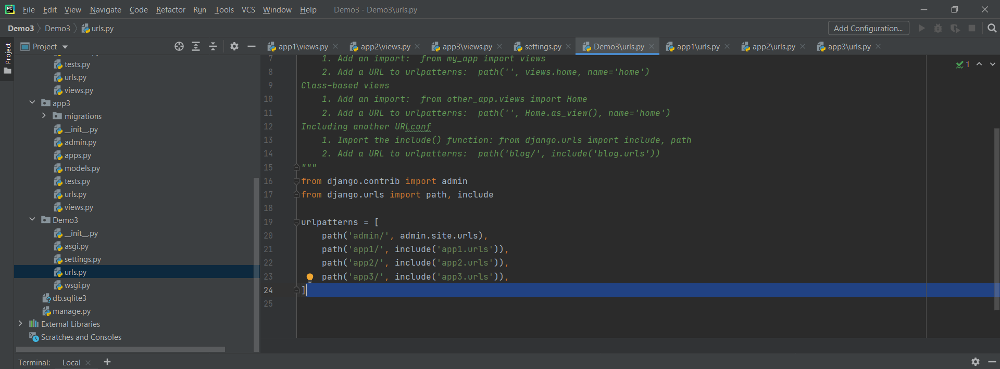 PC File Edit View Navigate Code Refactor Run Tools VCS Window Help Demo3 - Demo3\urls.py
Demo3 Demo3 urls.py Add Configuration...
Project
Project
app1\views.py app2\views.py app3\views.py settings.py Demo3\urls.py app1\urls.py app2\urls.py app3\urls.py
tests.py
urls.py
views.py
app3
migrations
__init__.py
admin.py
apps.py
models.py
tests.py
urls.py
views.py
Demo3
__init__.py
asgi.py
settings.py
urls.py
wsgi.py
db.sqlite3
manage.py
External Libraries
Scratches and Consoles
7 1. Add an import:  from my_app import views
8 2. Add a URL to urlpatterns:  path('', views.home, name='home')
9 Class-based views
10 1. Add an import:  from other_app.views import Home
11 2. Add a URL to urlpatterns:  path('', Home.as_view(), name='home')
12 Including another URLconf
13 1. Import the include() function: from django.urls import include, path
14 2. Add a URL to urlpatterns:  path('blog/', include('blog.urls'))
15 """
16 from django.contrib import admin
17 from django.urls import path, include
18
19 urlpatterns = [
20 path('admin/', admin.site.urls),
21 path('app1/', include('app1.urls')),
22 path('app2/', include('app2.urls')),
23 path('app3/', include('app3.urls')),
24 ]
25
1
Terminal: Local